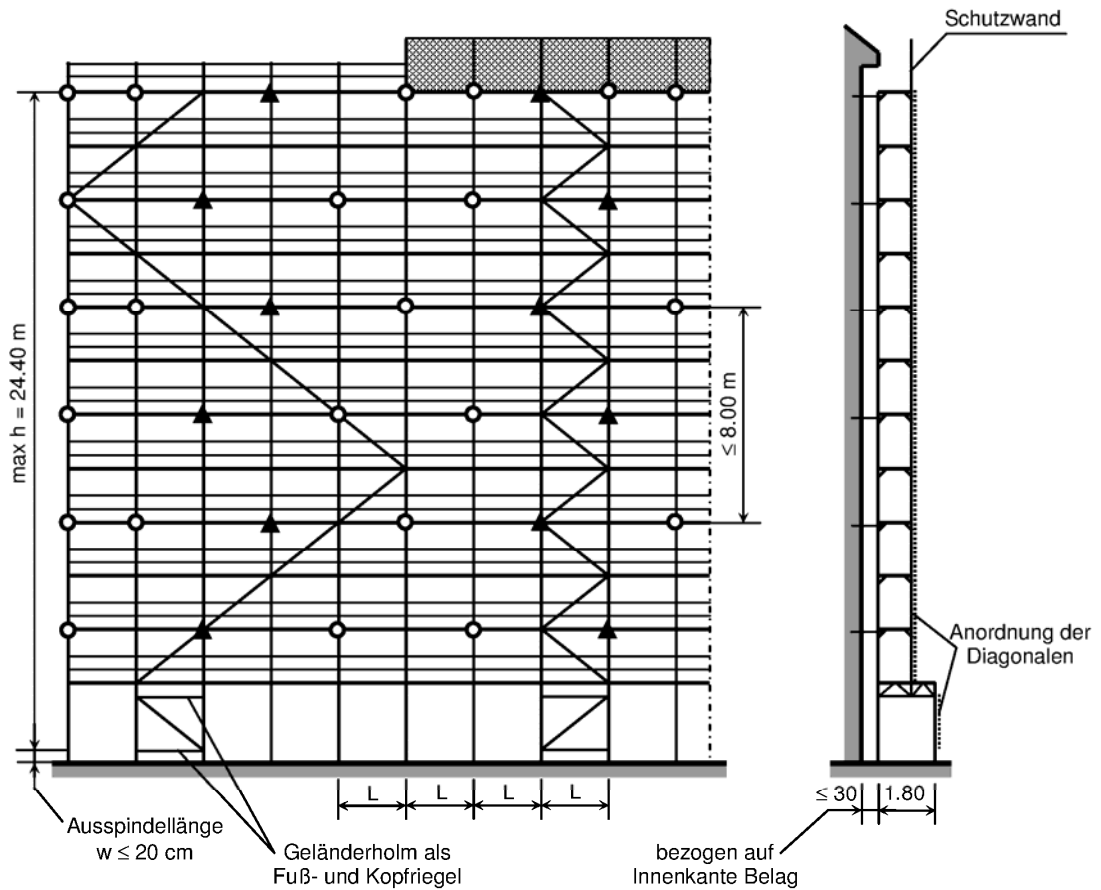 Schutzwand
max h = 24.40 m
≤ 8.00 m
Anordnung der
Diagonalen
L L L L
≤ 30 1.80
Ausspindellänge
w ≤ 20 cm
Geländerholm als
Fuß- und Kopfriegel
bezogen auf
Innenkante Belag